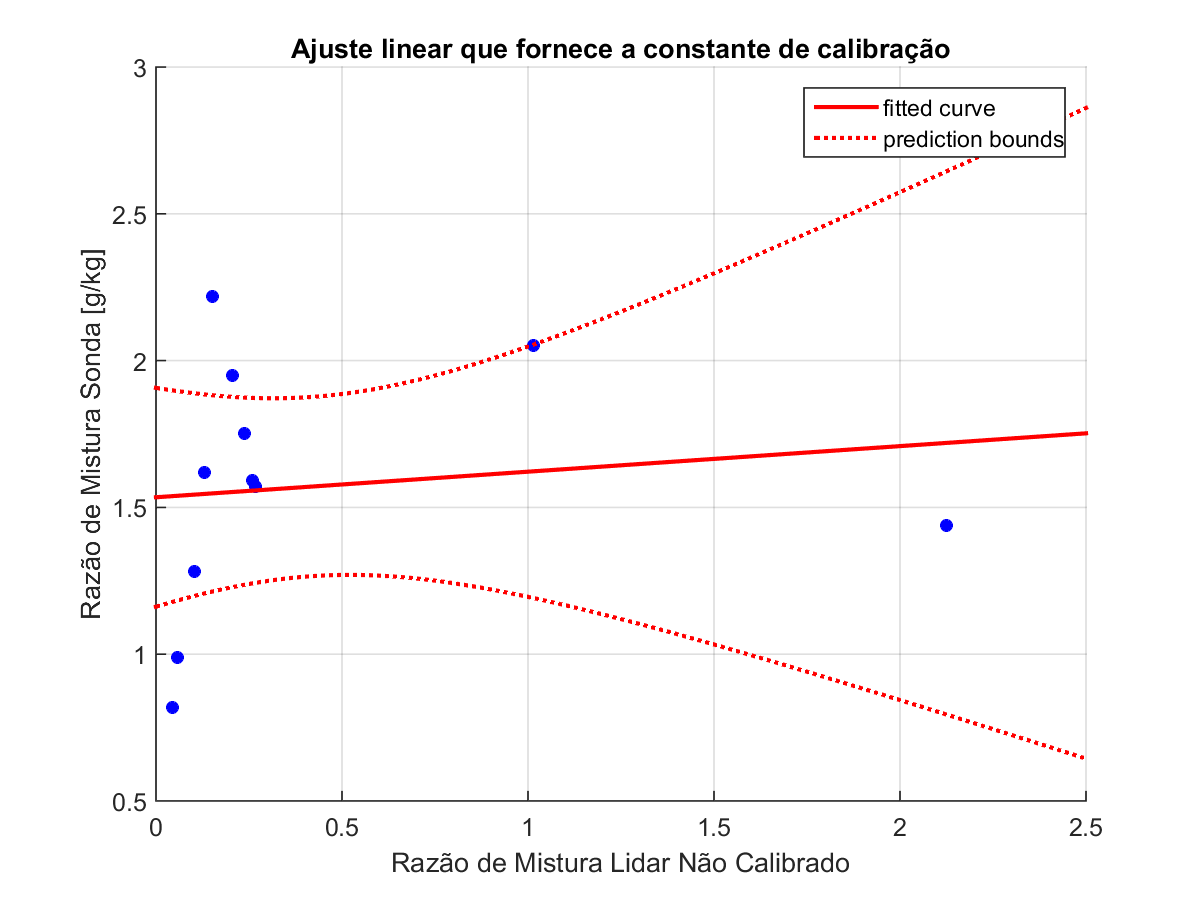 Ajuste linear que fornece a constante de calibração
3
2.5
2
1.5
1
0.5
fitted curve
prediction bounds
Razão de Mistura Sonda [g/kg]
0
0.5
1
1.5
2
2.5
Razão de Mistura Lidar Não Calibrado